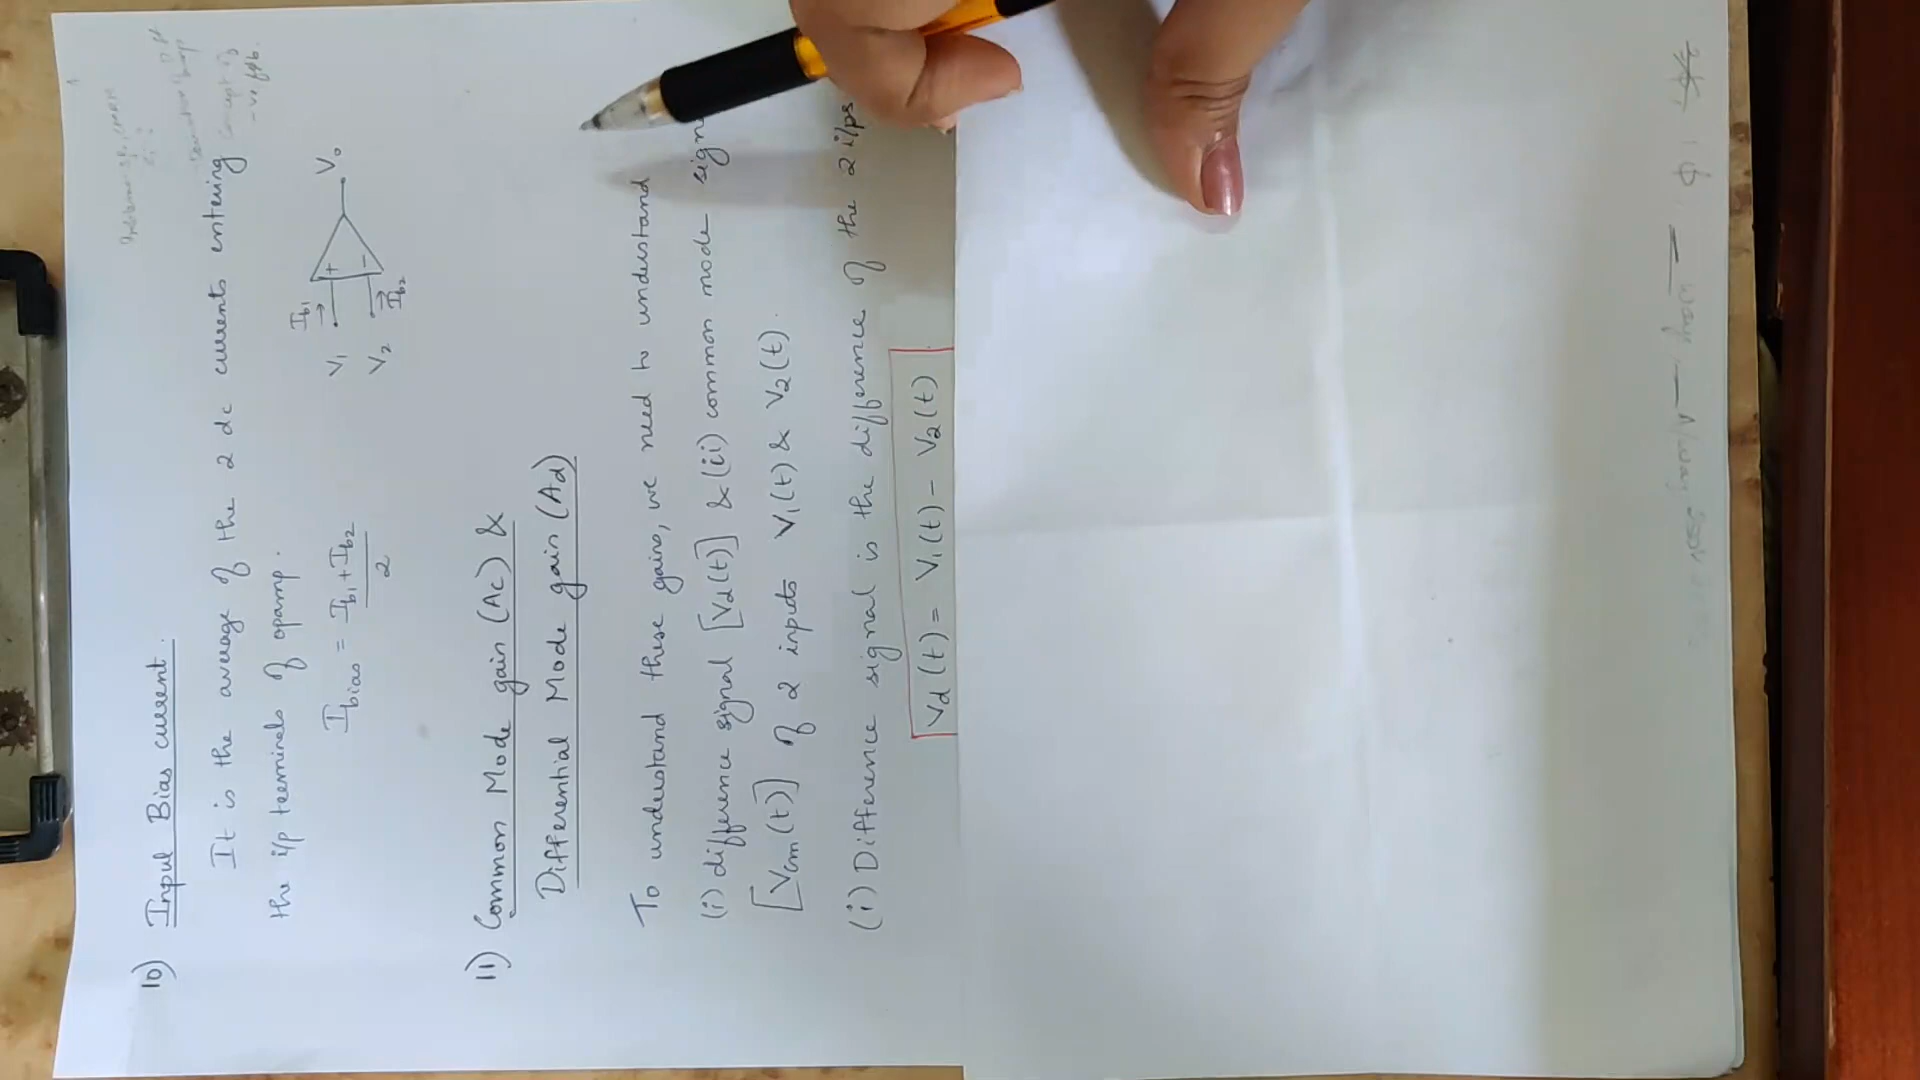 10) Input Bias current.
It is the average of the 2 dc currents entering
the i/p terminals of opamp.
Ibias = Ib1 + Ib2 / 2
Ib1
V1
V2
Ib2
+
-
Vo
11) Common Mode gain (Ac) &
Differential Mode gain (Ad)
To understand these gains, we need to understand
(i) difference signal [Vd(t)] & (ii) common mode sign
[Vcm(t)] of 2 inputs V1(t) & V2(t).
(i) Difference signal is the difference of the 2 i/ps
Vd(t) = V1(t) - V2(t)